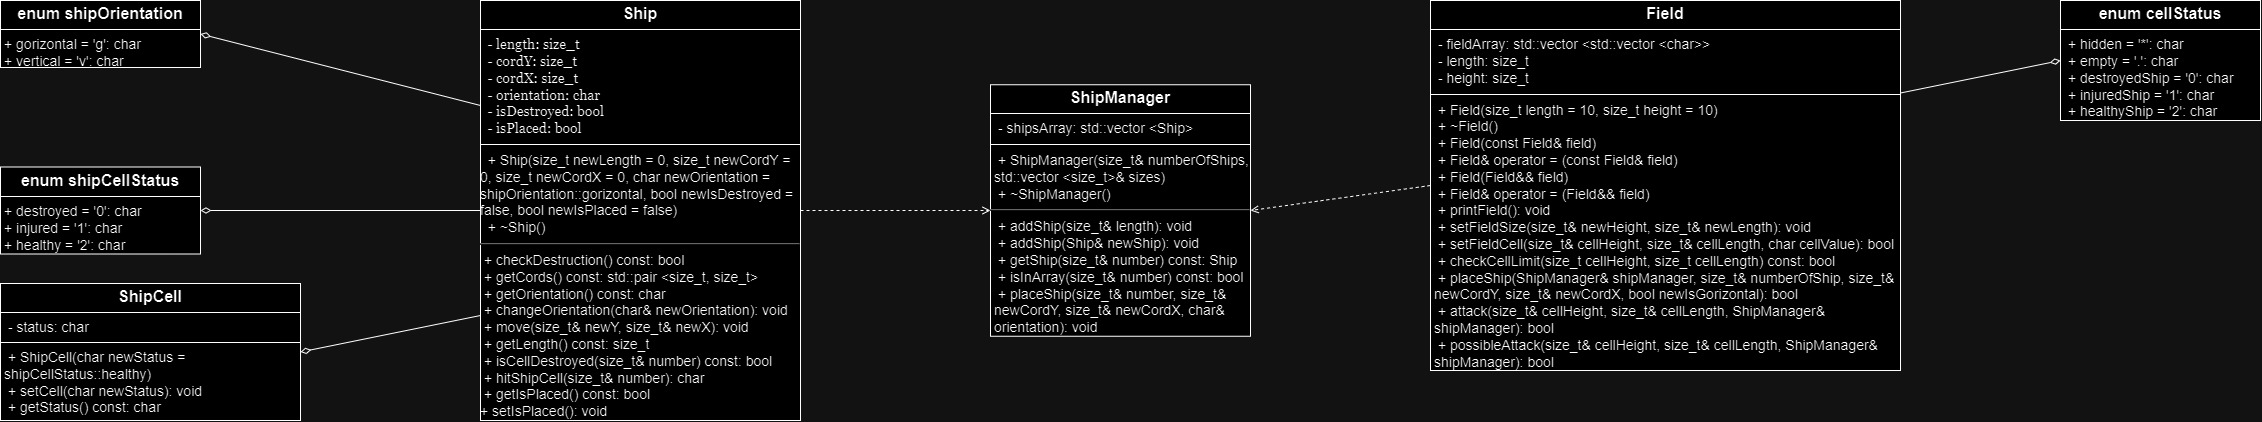 enum shipOrientation
+ gorizontal = 'g': char
+ vertical = 'v': char
enum shipCellStatus
+ destroyed = '0': char
+ injured = '1': char
+ healthy = '2': char
ShipCell
- status: char
+ ShipCell(char newStatus =
shipCellStatus::healthy)
+ setCell(char newStatus): void
+ getStatus() const: char
Ship
- length: size_t
- cordY: size_t
- cordX: size_t
- orientation: char
- isDestroyed: bool
- isPlaced: bool
+ Ship(size_t newLength = 0, size_t newCordY =
0, size_t newCordX = 0, char newOrientation =
shipOrientation::gorizontal, bool newIsDestroyed =
false, bool newIsPlaced = false)
+ ~Ship()
+ checkDestruction() const: bool
+ getCords() const: std::pair <size_t, size_t>
+ getOrientation() const: char
+ changeOrientation(char& newOrientation): void
+ move(size_t& newY, size_t& newX): void
+ getLength() const: size_t
+ isCellDestroyed(size_t& number) const: bool
+ hitShipCell(size_t& number): char
+ getIsPlaced() const: bool
+ setIsPlaced(): void
ShipManager
- shipsArray: std::vector <Ship>
+ ShipManager(size_t& numberOfShips,
std::vector <size_t>& sizes)
+ ~ShipManager()
+ addShip(size_t& length): void
+ addShip(Ship& newShip): void
+ getShip(size_t& number) const: Ship
+ isInArray(size_t& number) const: bool
+ placeShip(size_t& number, size_t&
newCordY, size_t& newCordX, char&
orientation): void
Field
- fieldArray: std::vector <std::vector <char>>
- length: size_t
- height: size_t
+ Field(size_t length = 10, size_t height = 10)
+ ~Field()
+ Field(const Field& field)
+ Field& operator = (const Field& field)
+ Field(Field&& field)
+ Field& operator = (Field&& field)
+ printField(): void
+ setFieldSize(size_t& newHeight, size_t& newLength): void
+ setFieldCell(size_t& cellHeight, size_t& cellLength, char cellValue): bool
+ checkCellLimit(size_t cellHeight, size_t cellLength) const: bool
+ placeShip(ShipManager& shipManager, size_t& numberOfShip, size_t&
newCordY, size_t& newCordX, bool newIsGorizontal): bool
+ attack(size_t& cellHeight, size_t& cellLength, ShipManager&
shipManager): bool
+ possibleAttack(size_t& cellHeight, size_t& cellLength, ShipManager&
shipManager): bool
enum cellStatus
+ hidden = '*': char
+ empty = '.': char
+ destroyedShip = '0': char
+ injuredShip = '1': char
+ healthyShip = '2': char